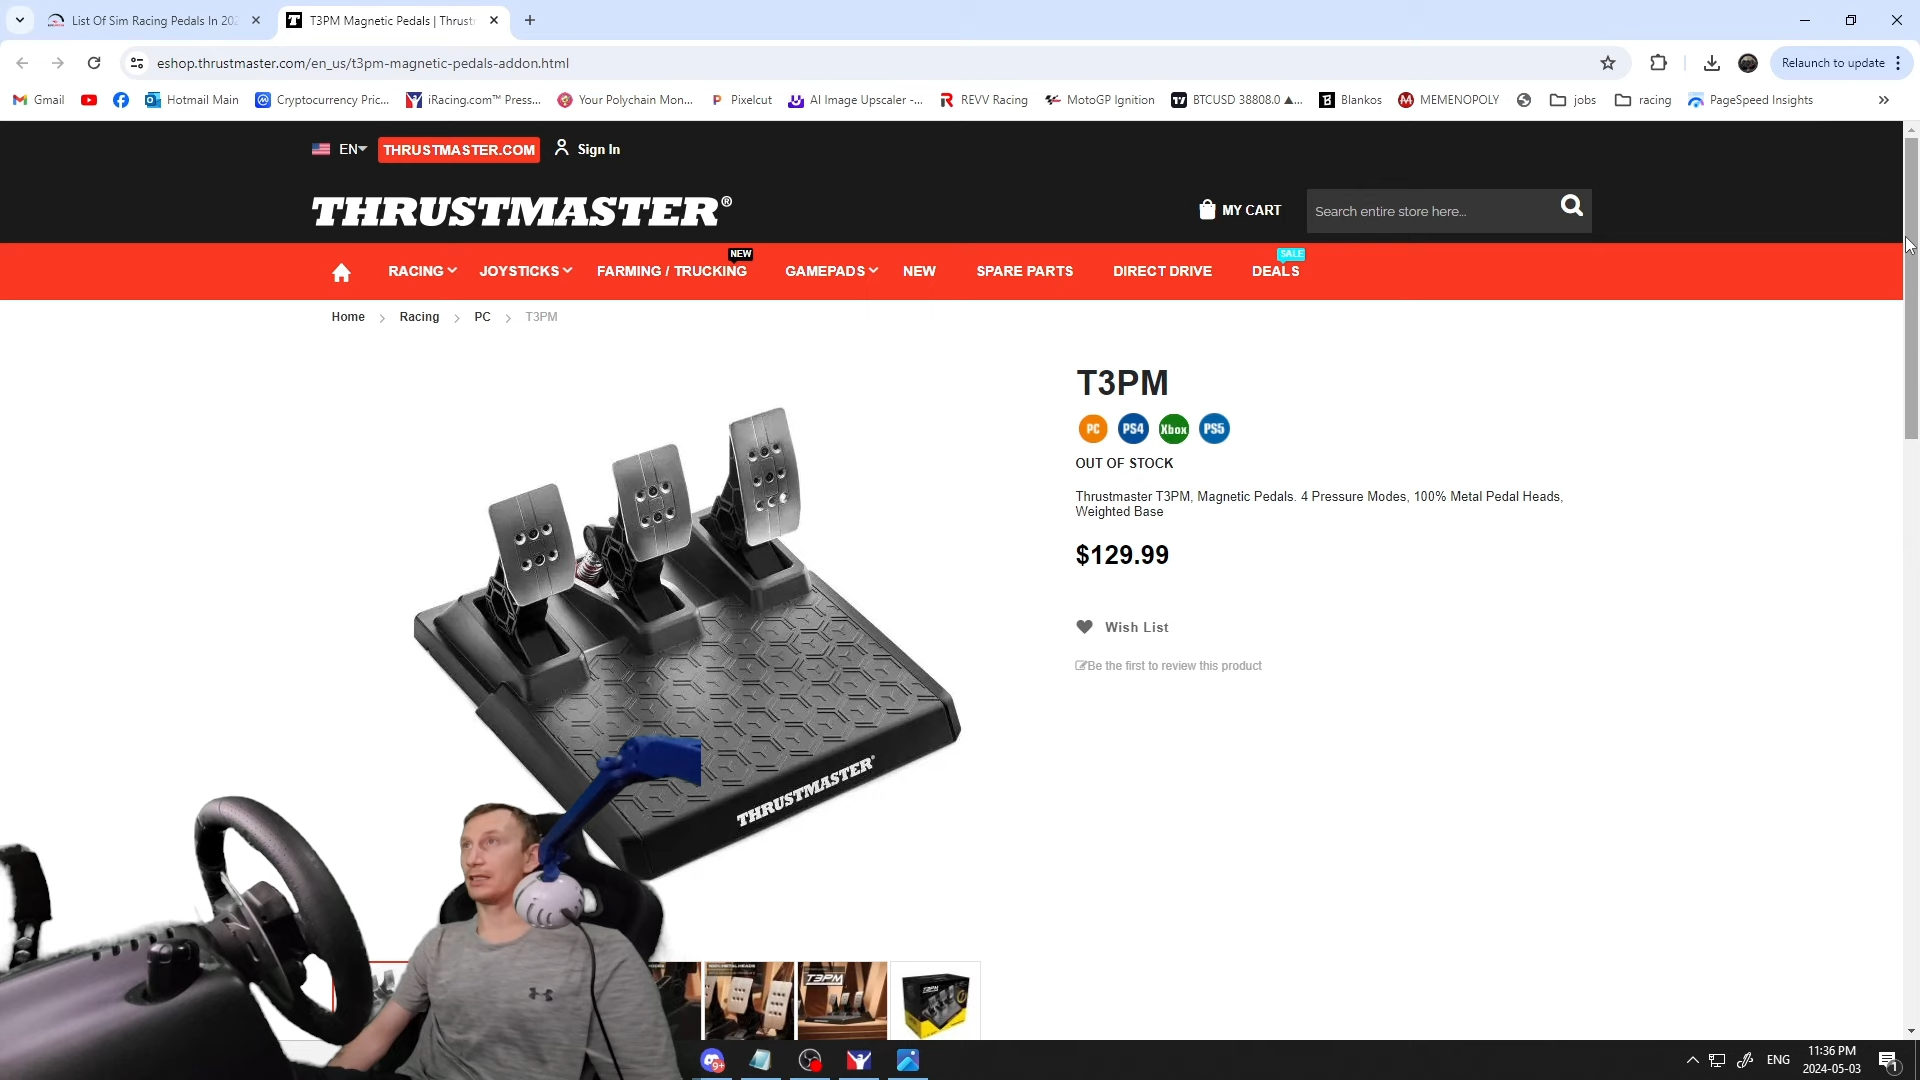 List Of Sim Racing Pedals In 202
T3PM Magnetic Pedals | Thrust
eshop.thrustmaster.com/en_us/t3pm-magnetic-pedals-addon.html
Relaunch to update
Gmail
Hotmail Main
Cryptocurrency Pric...
iRacing.com™ Press...
Your Polychain Mon...
Pixelcut
AI Image Upscaler -...
REVV Racing
MotoGP Ignition
BTCUSD 38808.0 ▲...
Blankos
MEMENOPOLY
jobs
racing
PageSpeed Insights
EN
THRUSTMASTER.COM
Sign In
THRUSTMASTER®
MY CART
Search entire store here...
NEW
SALE
RACING
JOYSTICKS
FARMING / TRUCKING
GAMEPADS
NEW
SPARE PARTS
DIRECT DRIVE
DEALS
Home > Racing > PC > T3PM
T3PM
PC PS4 Xbox PS5
OUT OF STOCK
Thrustmaster T3PM, Magnetic Pedals. 4 Pressure Modes, 100% Metal Pedal Heads,
Weighted Base
$129.99
Wish List
Be the first to review this product
THRUSTMASTER®
T3PM
ENG
11:36 PM
2024-05-03